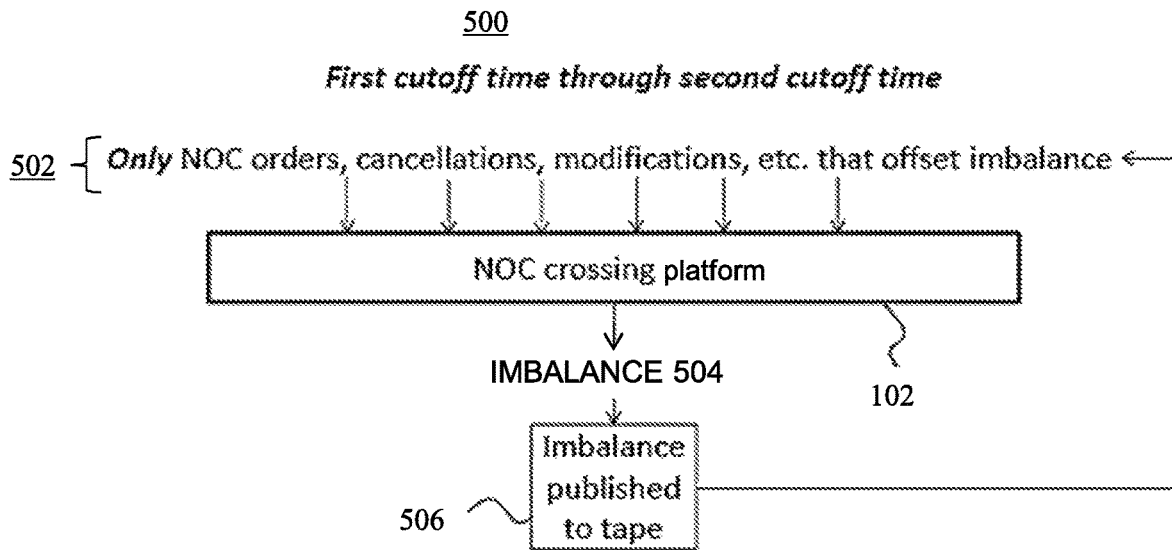 500
First cutoff time through second cutoff time
502 Only NOC orders, cancellations, modifications, etc. that offset imbalance
NOC crossing platform
IMBALANCE 504
102
Imbalance
published
to tape
506